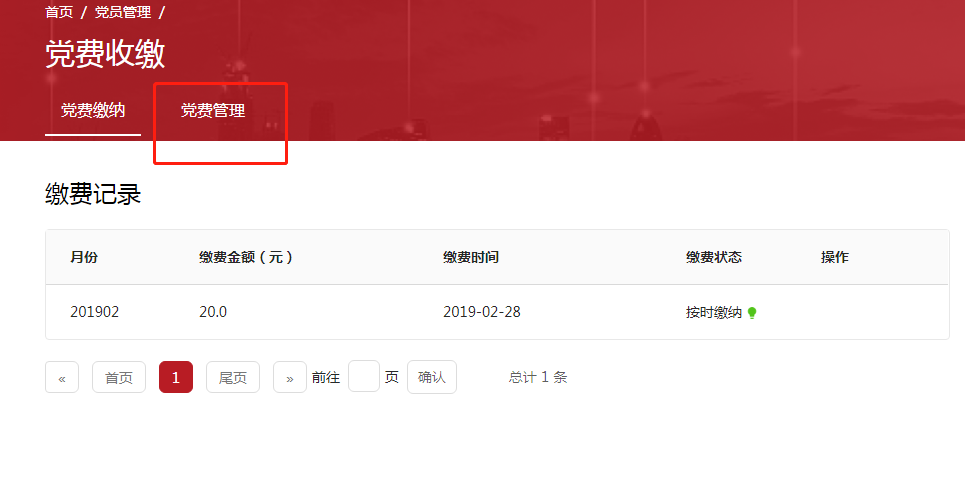 首页 / 党员管理 /
党费收缴
党费缴纳 党费管理
缴费记录
月份 缴费金额（元） 缴费时间 缴费状态 操作
201902 20.0 2019-02-28 按时缴纳
« 首页 1 尾页 » 前往 页 确认 总计 1 条